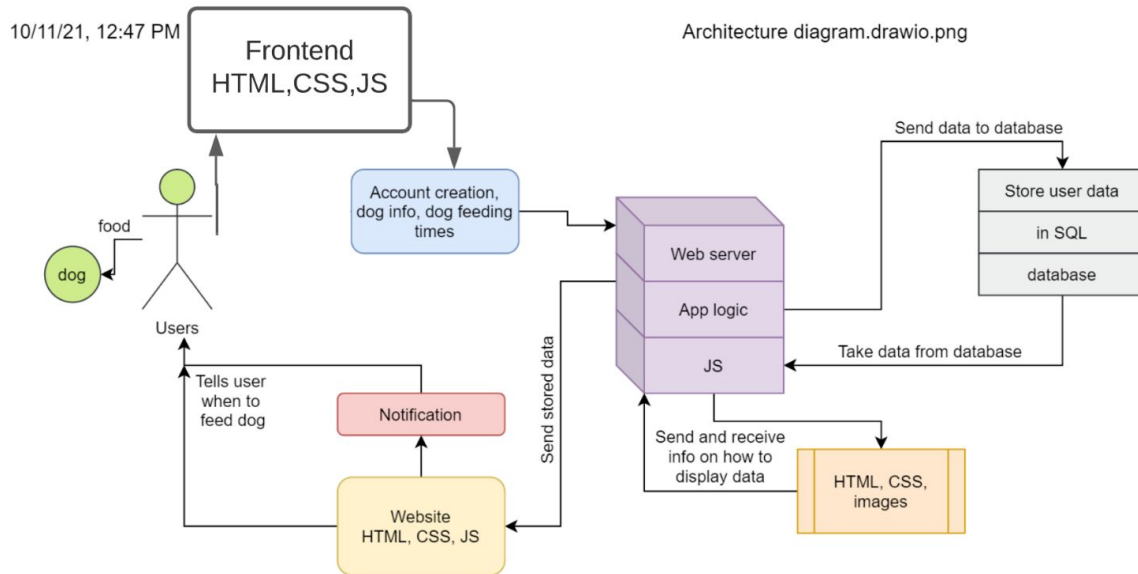 10/11/21, 12:47 PM
Architecture diagram.drawio.png
Frontend
HTML,CSS,JS
Account creation,
dog info, dog feeding
times
food
dog
Users
Web server
App logic
JS
Send data to database
Store user data
in SQL
database
Take data from database
Send and receive
info on how to
display data
HTML, CSS,
images
Send stored data
Tells user
when to
feed dog
Notification
Website
HTML, CSS, JS